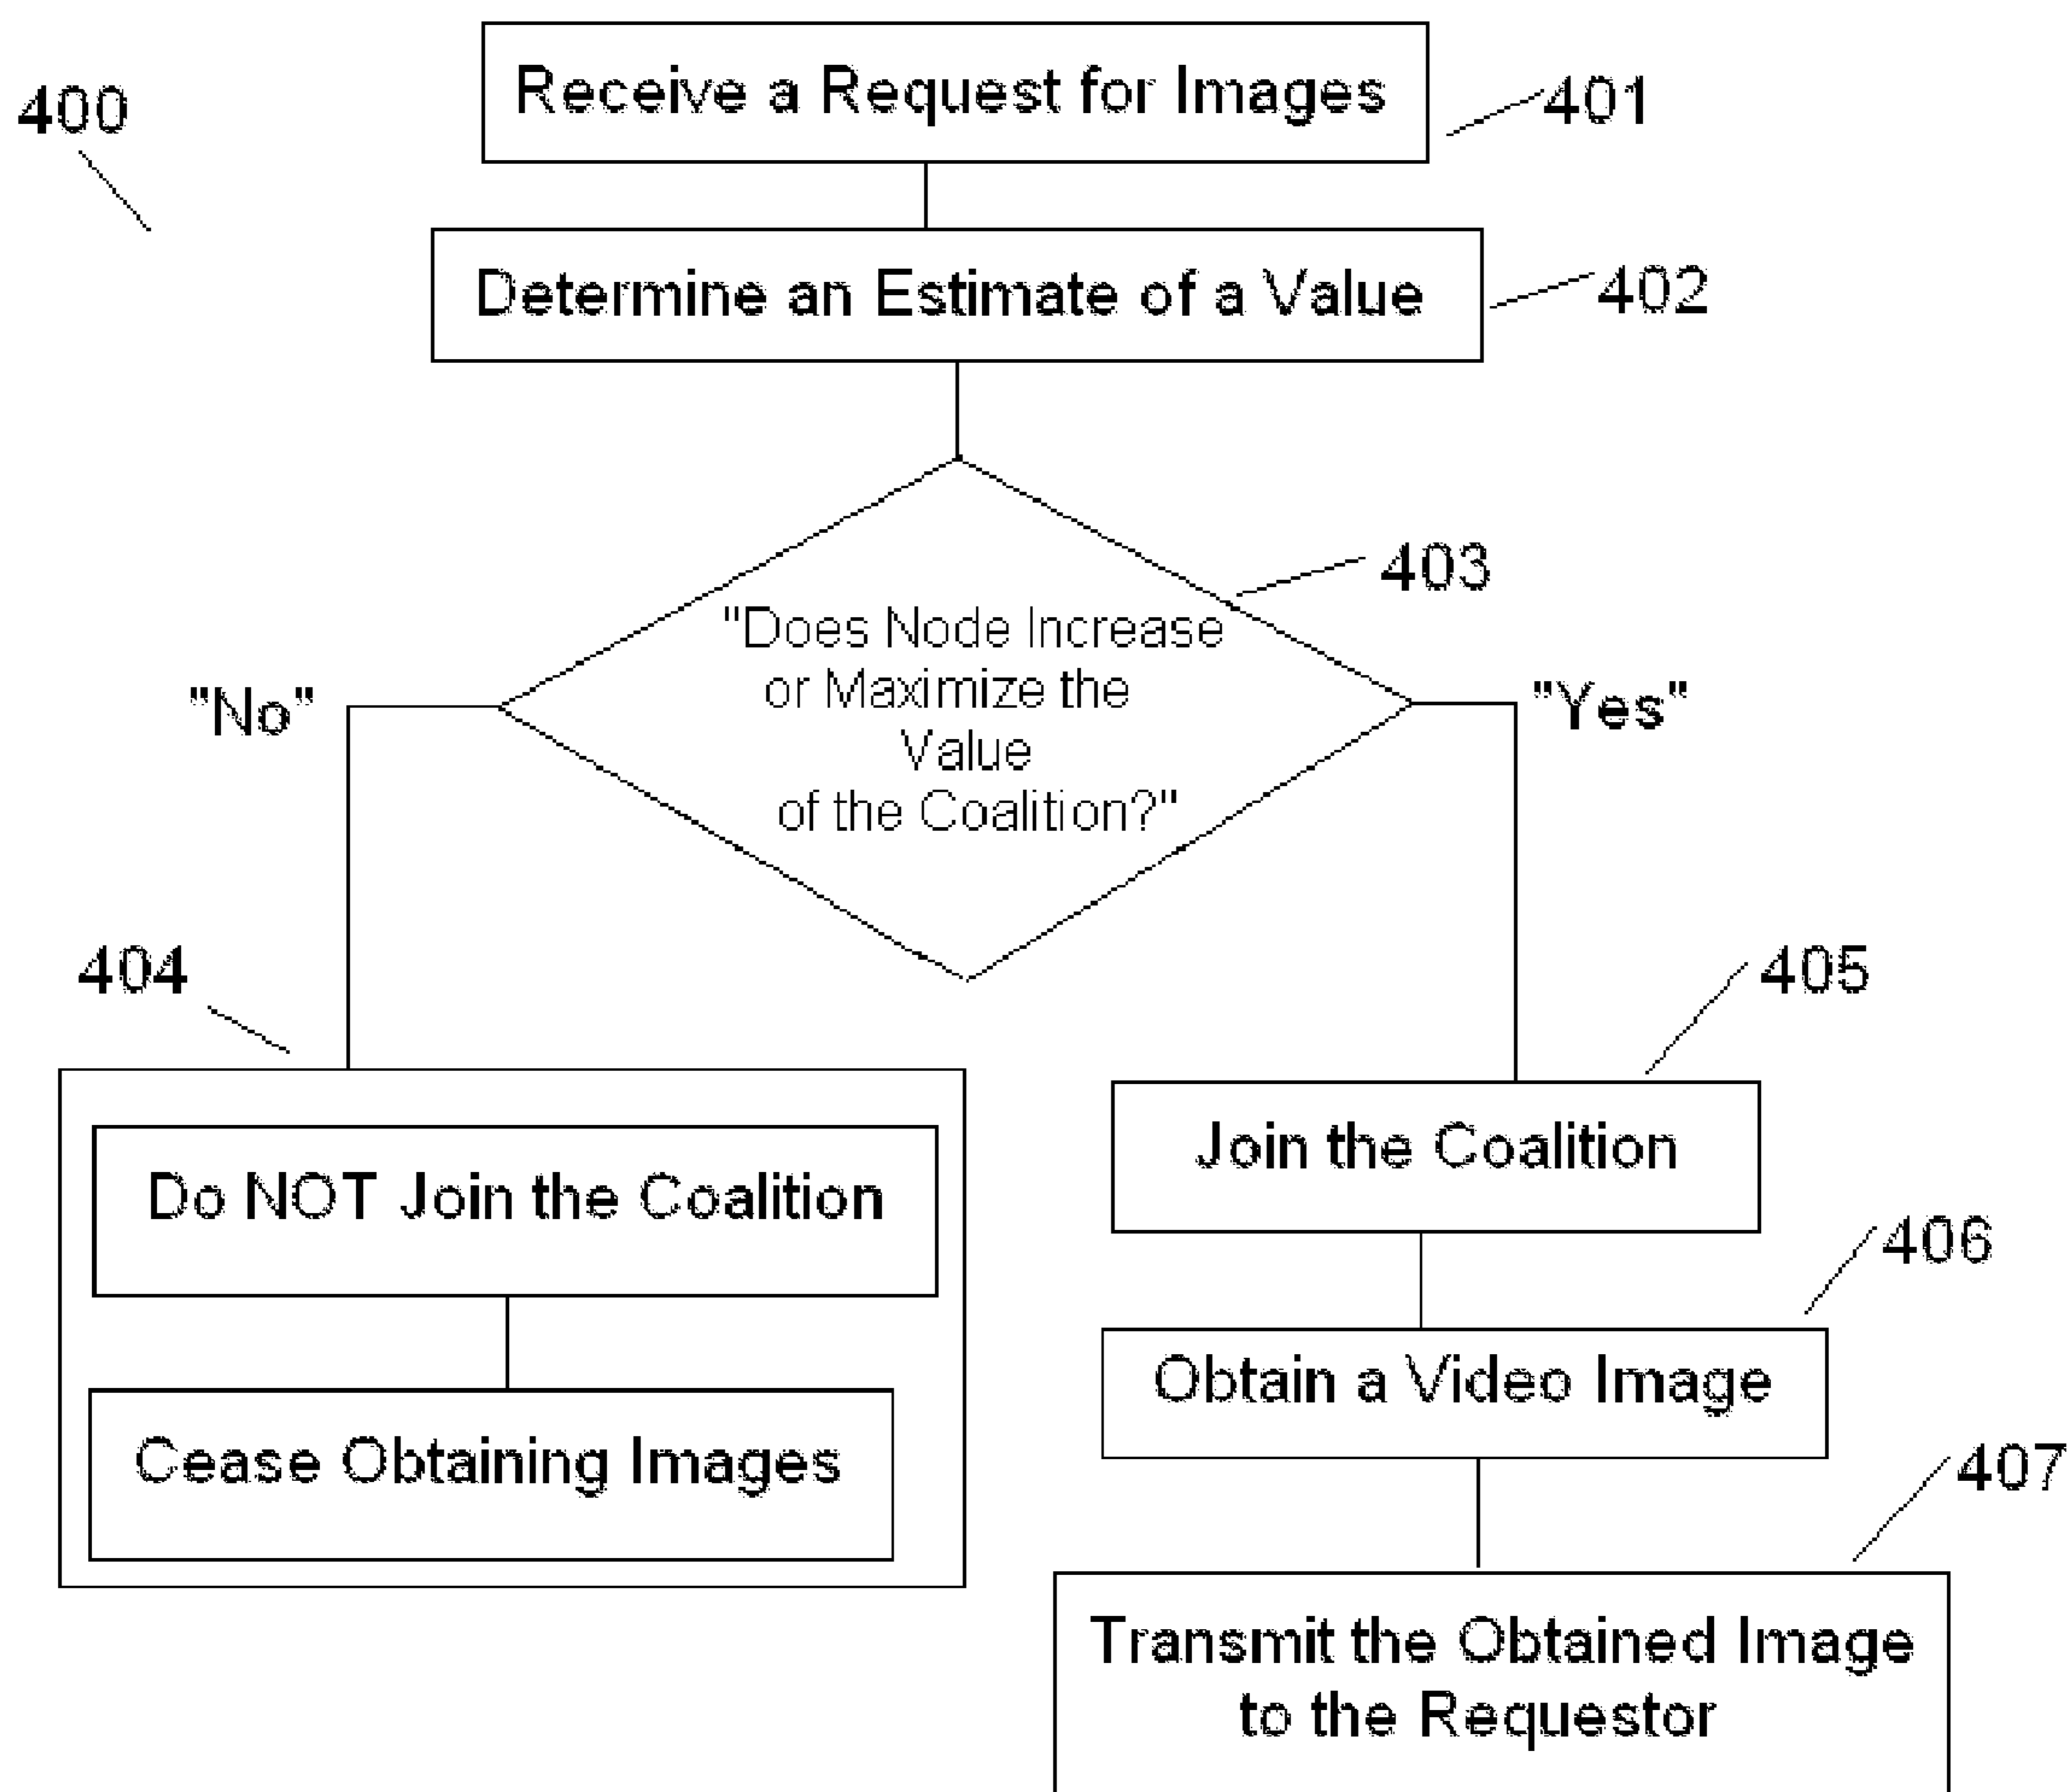 400
Receive a Request for Images
401
Determine an Estimate of a Value
402
403
"Does Node Increase
or Maximize the
Value
of the Coalition?"
"No"
"Yes"
404
405
Do NOT Join the Coalition
Join the Coalition
406
Obtain a Video Image
Cease Obtaining Images
407
Transmit the Obtained Image
to the Requestor